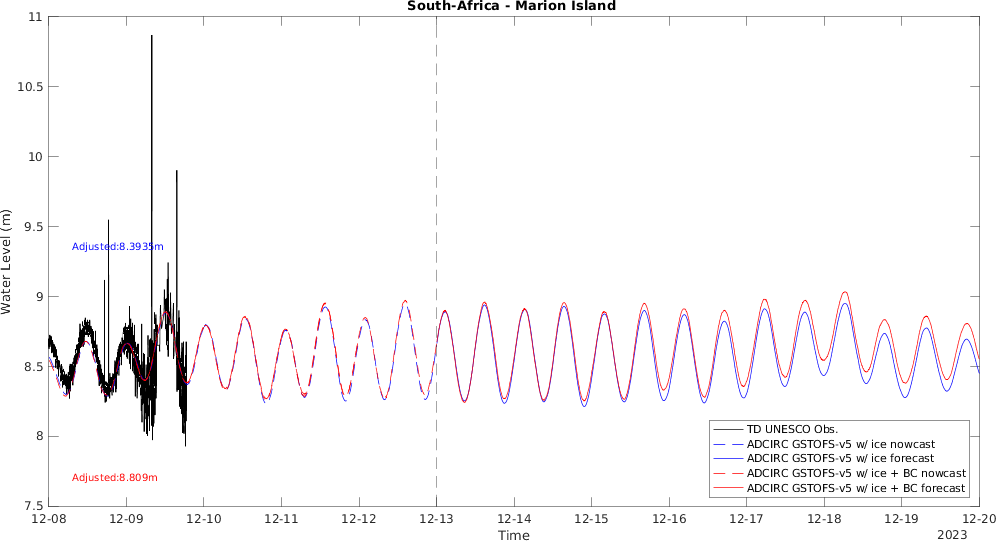 South-Africa - Marion Island
Water Level (m)
11
10.5
10
9.5
9
8.5
8
7.5
Adjusted:8.3935m
Adjusted:8.809m
TD UNESCO Obs.
ADCIRC GSTOFS-v5 w/ ice nowcast
ADCIRC GSTOFS-v5 w/ ice forecast
ADCIRC GSTOFS-v5 w/ ice + BC nowcast
ADCIRC GSTOFS-v5 w/ ice + BC forecast
12-08 12-09 12-10 12-11 12-12 12-13 12-14 12-15 12-16 12-17 12-18 12-19 12-20
Time
2023